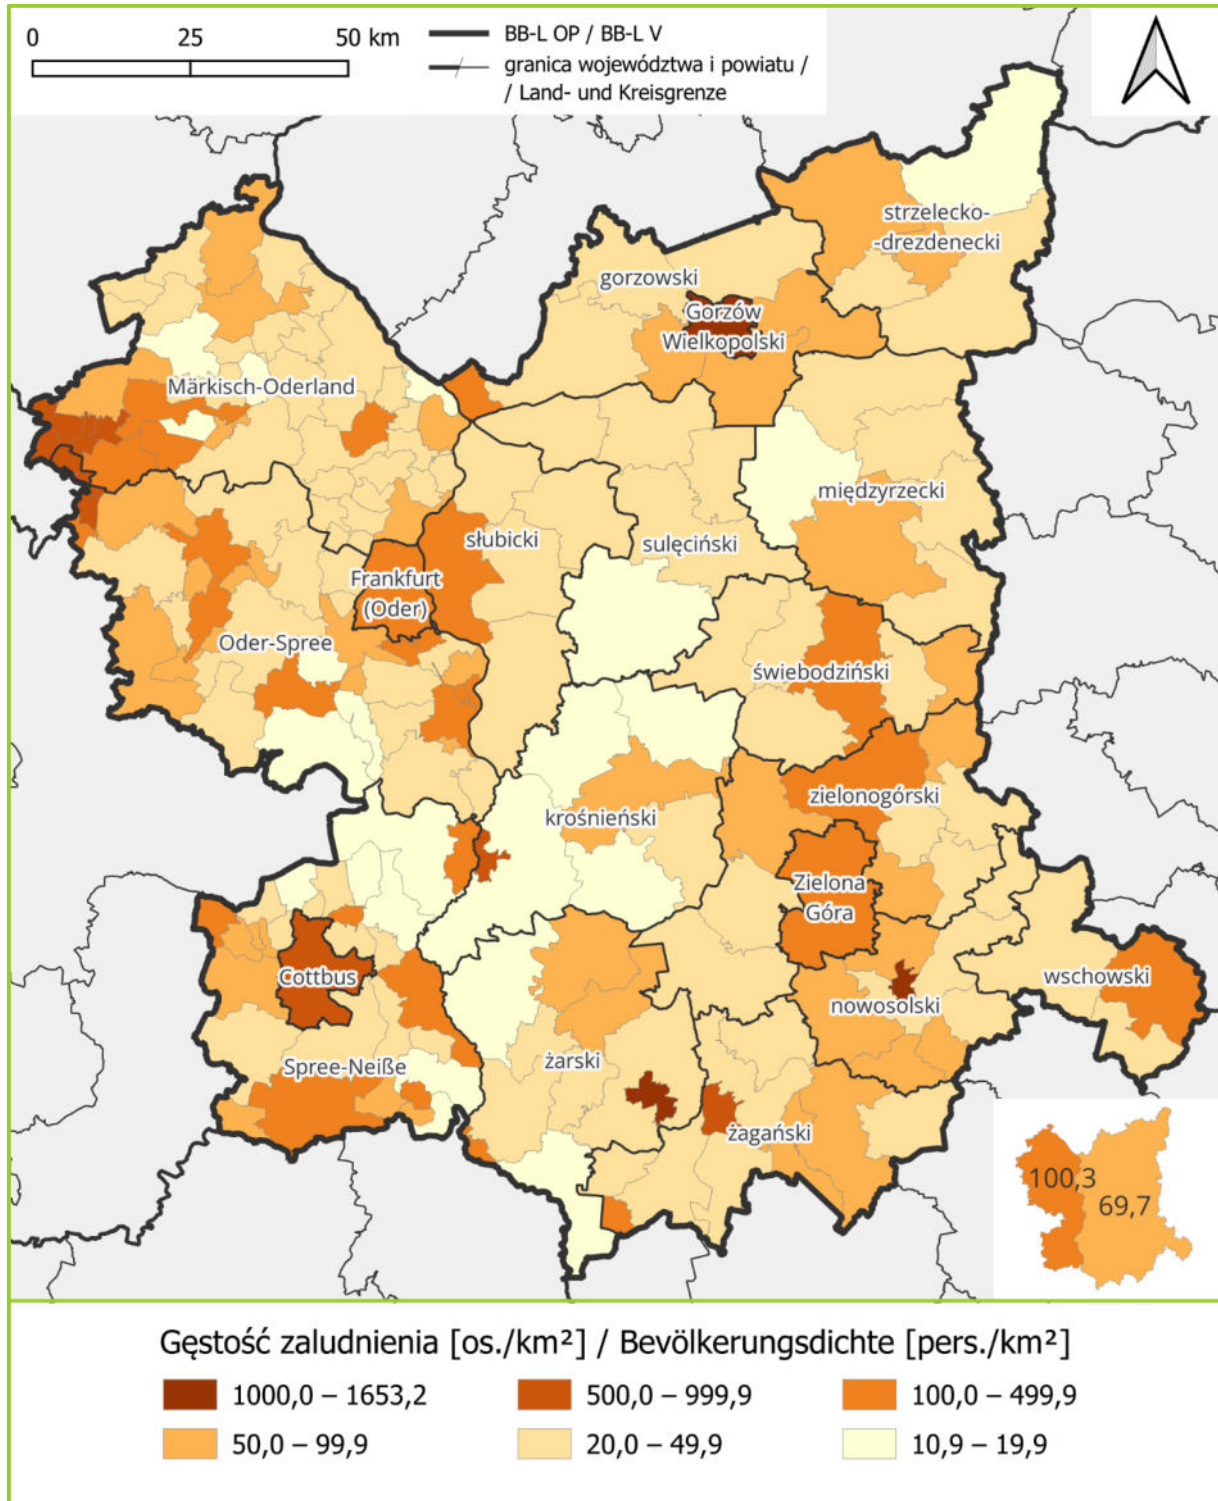 0 25 50 km
BB-L OP / BB-L V
granica województwa i powiatu /
/ Land- und Kreisgrenze
strzelecko-
-drezdenecki
gorzowski
Gorzów
Wielkopolski
Märkisch-Oderland
międzyrzecki
słubicki
sulęciński
Frankfurt
(Oder)
Oder-Spree
świebodziński
zielonogórski
krośnieński
Zielona
Góra
Cottbus
wschowski
nowosolski
Spree-Neiße
żarski
żagański
100,3
69,7
Gęstość zaludnienia [os./km²] / Bevölkerungsdichte [pers./km²]
1000,0 – 1653,2 500,0 – 999,9 100,0 – 499,9
50,0 – 99,9 20,0 – 49,9 10,9 – 19,9